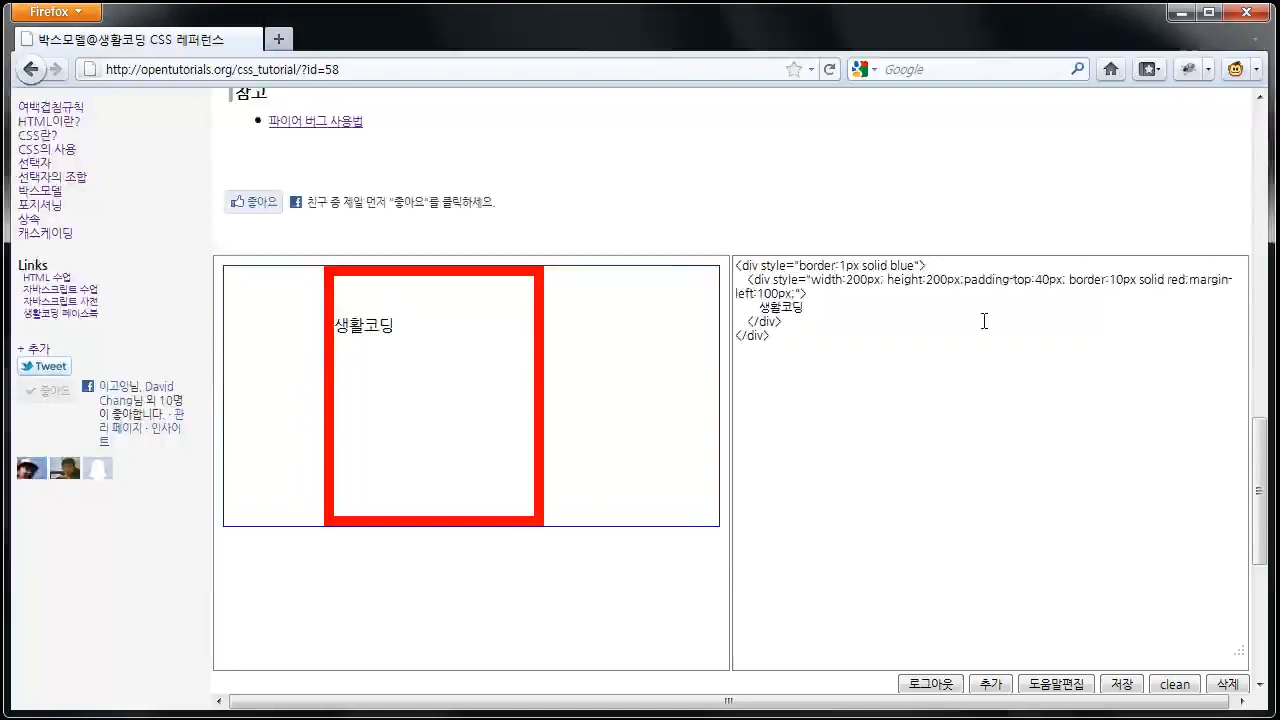 Firefox
박스모델@생활코딩 CSS 레퍼런스
http://opentutorials.org/css_tutorial/?id=58
Google
여백겹침규칙
HTML이란?
CSS란?
CSS의 사용
선택자
선택자의 조합
박스모델
포지셔닝
상속
캐스케이딩
Links
HTML 수업
자바스크립트 수업
자바스크립트 사전
생활코딩 페이스북
+ 추가
Tweet
좋아요
이고잉님, David
Chang님 외 10명
이 좋아합니다. · 관
리 페이지 · 인사이
트
참고
파이어 버그 사용법
좋아요
친구 중 제일 먼저 "좋아요"를 클릭하세요.
생활코딩
<div style="border:1px solid blue">
<div style="width:200px; height:200px;padding-top:40px; border:10px solid red;margin-
left:100px;">
생활코딩
</div>
</div>
로그아웃
추가
도움말편집
저장
clean
삭제